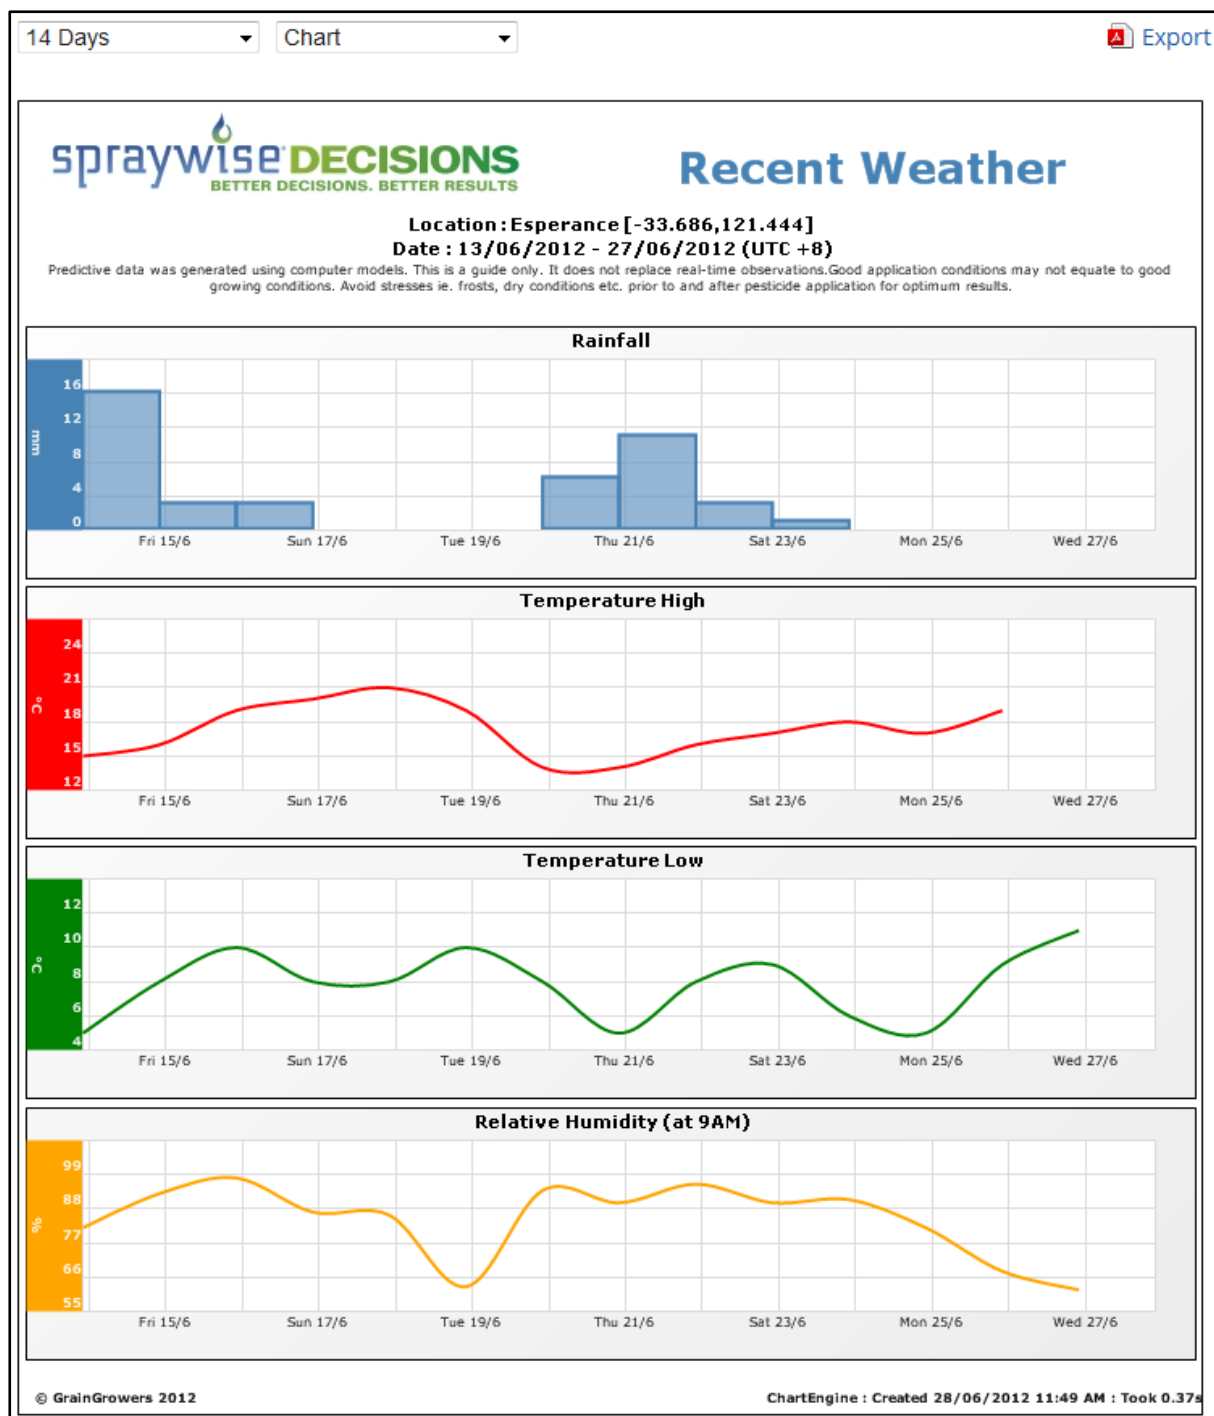 14 Days Chart Export
spraywise DECISIONS
BETTER DECISIONS. BETTER RESULTS
Recent Weather
Location : Esperance [-33.686,121.444]
Date : 13/06/2012 - 27/06/2012 (UTC +8)
Predictive data was generated using computer models. This is a guide only. It does not replace real-time observations.Good application conditions may not equate to good
growing conditions. Avoid stresses ie. frosts, dry conditions etc. prior to and after pesticide application for optimum results.
Rainfall
16
12
mm
8
4
0
Fri 15/6 Sun 17/6 Tue 19/6 Thu 21/6 Sat 23/6 Mon 25/6 Wed 27/6
Temperature High
24
21
°C
18
15
12
Fri 15/6 Sun 17/6 Tue 19/6 Thu 21/6 Sat 23/6 Mon 25/6 Wed 27/6
Temperature Low
12
10
°C
8
6
4
Fri 15/6 Sun 17/6 Tue 19/6 Thu 21/6 Sat 23/6 Mon 25/6 Wed 27/6
Relative Humidity (at 9AM)
99
88
%
77
66
55
Fri 15/6 Sun 17/6 Tue 19/6 Thu 21/6 Sat 23/6 Mon 25/6 Wed 27/6
© GrainGrowers 2012 ChartEngine : Created 28/06/2012 11:49 AM : Took 0.37s